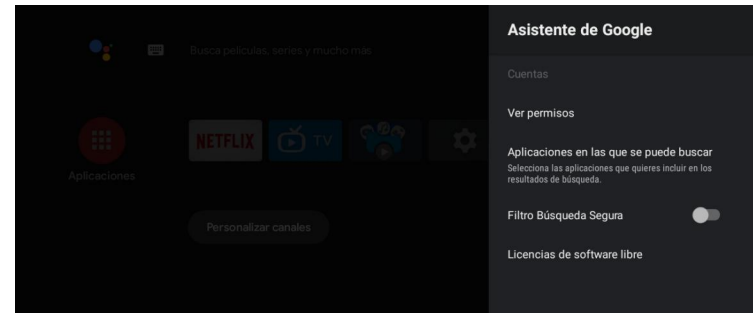 Busca películas, series y mucho mas
NETFLIX
TV
Aplicaciones
Personalizar canales
Asistente de Google
Cuentas
Ver permisos
Aplicaciones en las que se puede buscar
Selecciona las aplicaciones que quieres incluir en los
resultados de búsqueda.
Filtro Búsqueda Segura
Licencias de software libre